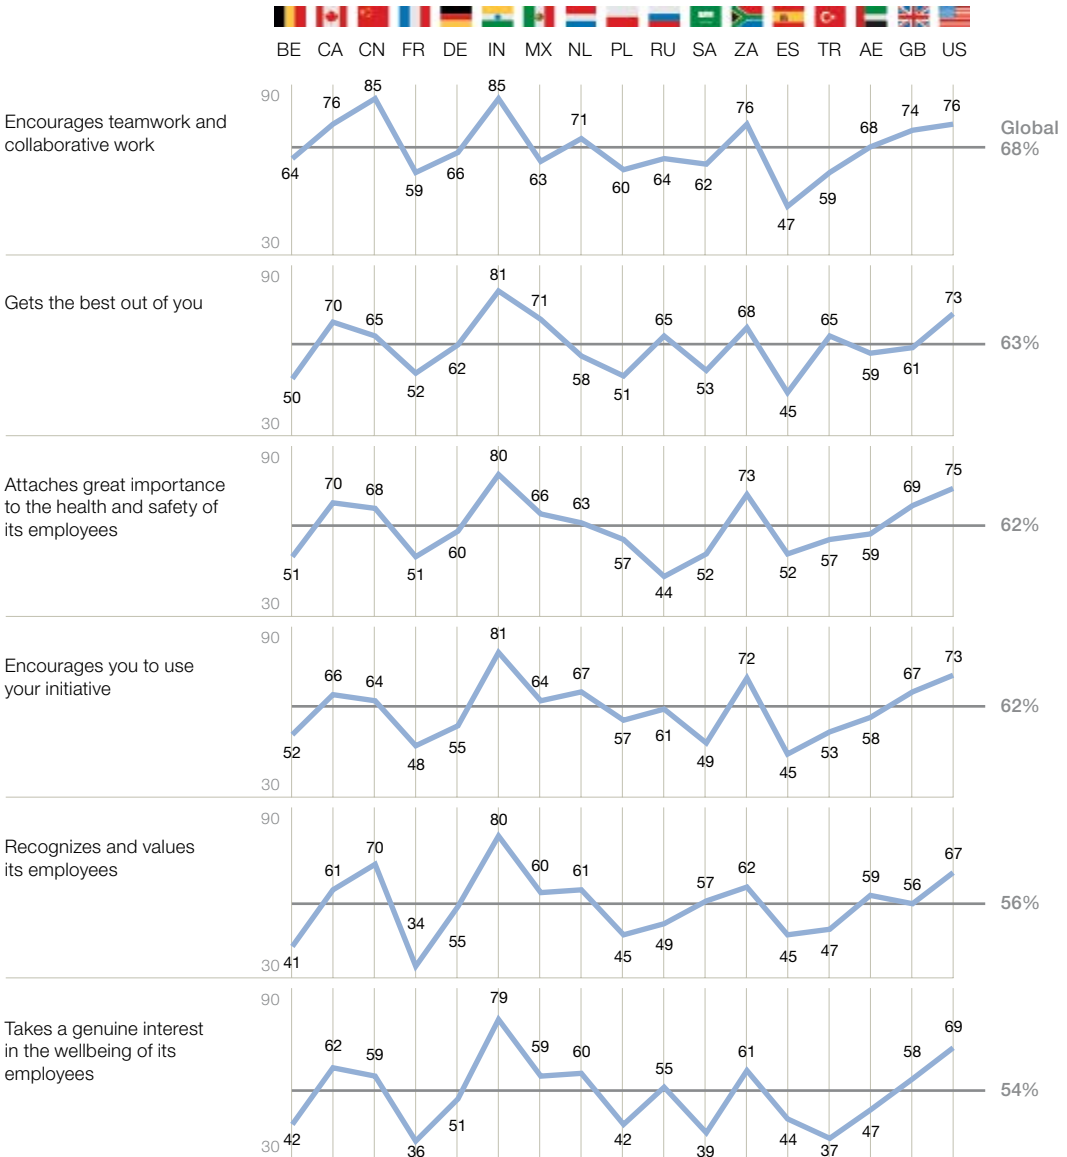 BE CA CN FR DE IN MX NL PL RU SA ZA ES TR AE GB US
Encourages teamwork and
collaborative work
90
30
64 76 85 59 66 85 63 71 60 64 62 76 47 59 68 74 76
Global
68%
Gets the best out of you
90
30
50 70 65 52 62 81 71 58 51 65 53 68 45 65 59 61 73
63%
Attaches great importance
to the health and safety of
its employees
90
30
51 70 68 51 60 80 66 63 57 44 52 73 52 57 59 69 75
62%
Encourages you to use
your initiative
90
30
52 66 64 48 55 81 64 67 57 61 49 72 45 53 58 67 73
62%
Recognizes and values
its employees
90
30
41 61 70 34 55 80 60 61 45 49 57 62 45 47 59 56 67
56%
Takes a genuine interest
in the wellbeing of its
employees
90
30
42 62 59 36 51 79 59 60 42 55 39 61 44 37 47 58 69
54%